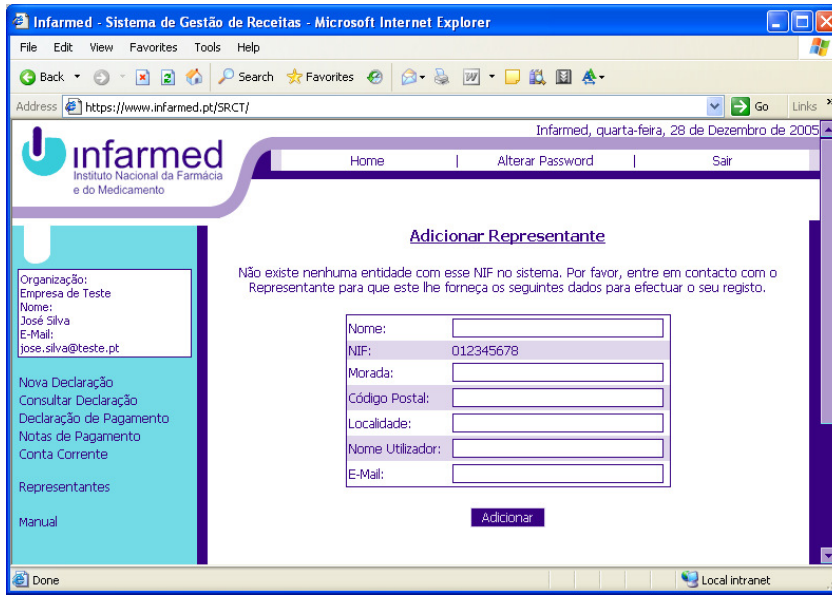 Infarmed - Sistema de Gestão de Receitas - Microsoft Internet Explorer
File Edit View Favorites Tools Help
Back Search Favorites
Address https://www.infarmed.pt/SRCT/ Go Links »
Infarmed, quarta-feira, 28 de Dezembro de 2005
infarmed
Instituto Nacional da Farmácia
e do Medicamento
Home | Alterar Password | Sair
Organização:
Empresa de Teste
Nome:
José Silva
E-Mail:
jose.silva@teste.pt
Nova Declaração
Consultar Declaração
Declaração de Pagamento
Notas de Pagamento
Conta Corrente
Representantes
Manual
Adicionar Representante
Não existe nenhuma entidade com esse NIF no sistema. Por favor, entre em contacto com o
Representante para que este lhe forneça os seguintes dados para efectuar o seu registo.
Nome:
NIF: 012345678
Morada:
Código Postal:
Localidade:
Nome Utilizador:
E-Mail:
Adicionar
Done Local intranet